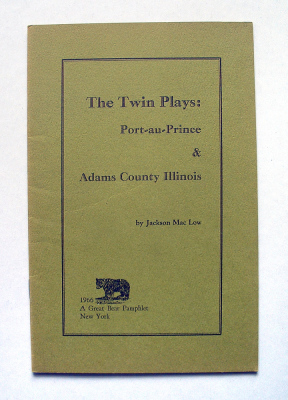 The Twin Plays:
Port-au-Prince
&
Adams County Illinois
by Jackson Mac Low
1966
A Great Bear Pamphlet
New York